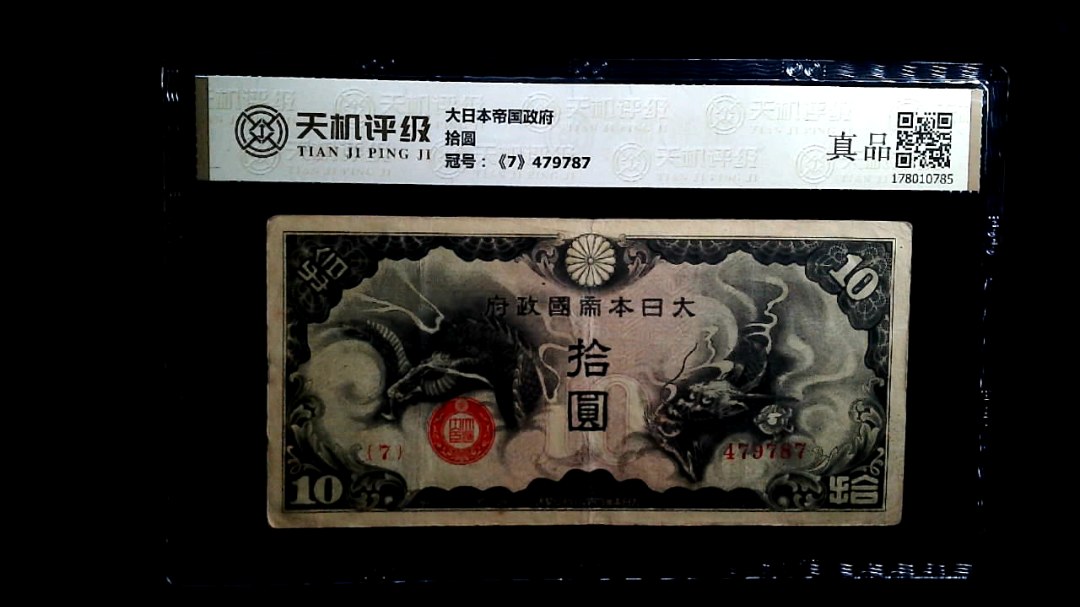 天机评级
TIAN JI PING JI
大日本帝国政府
拾圆
冠号：《7》479787
真品
178010785
拾
10
府政國帝本日大
拾
圓
(7)
479787
10
拾